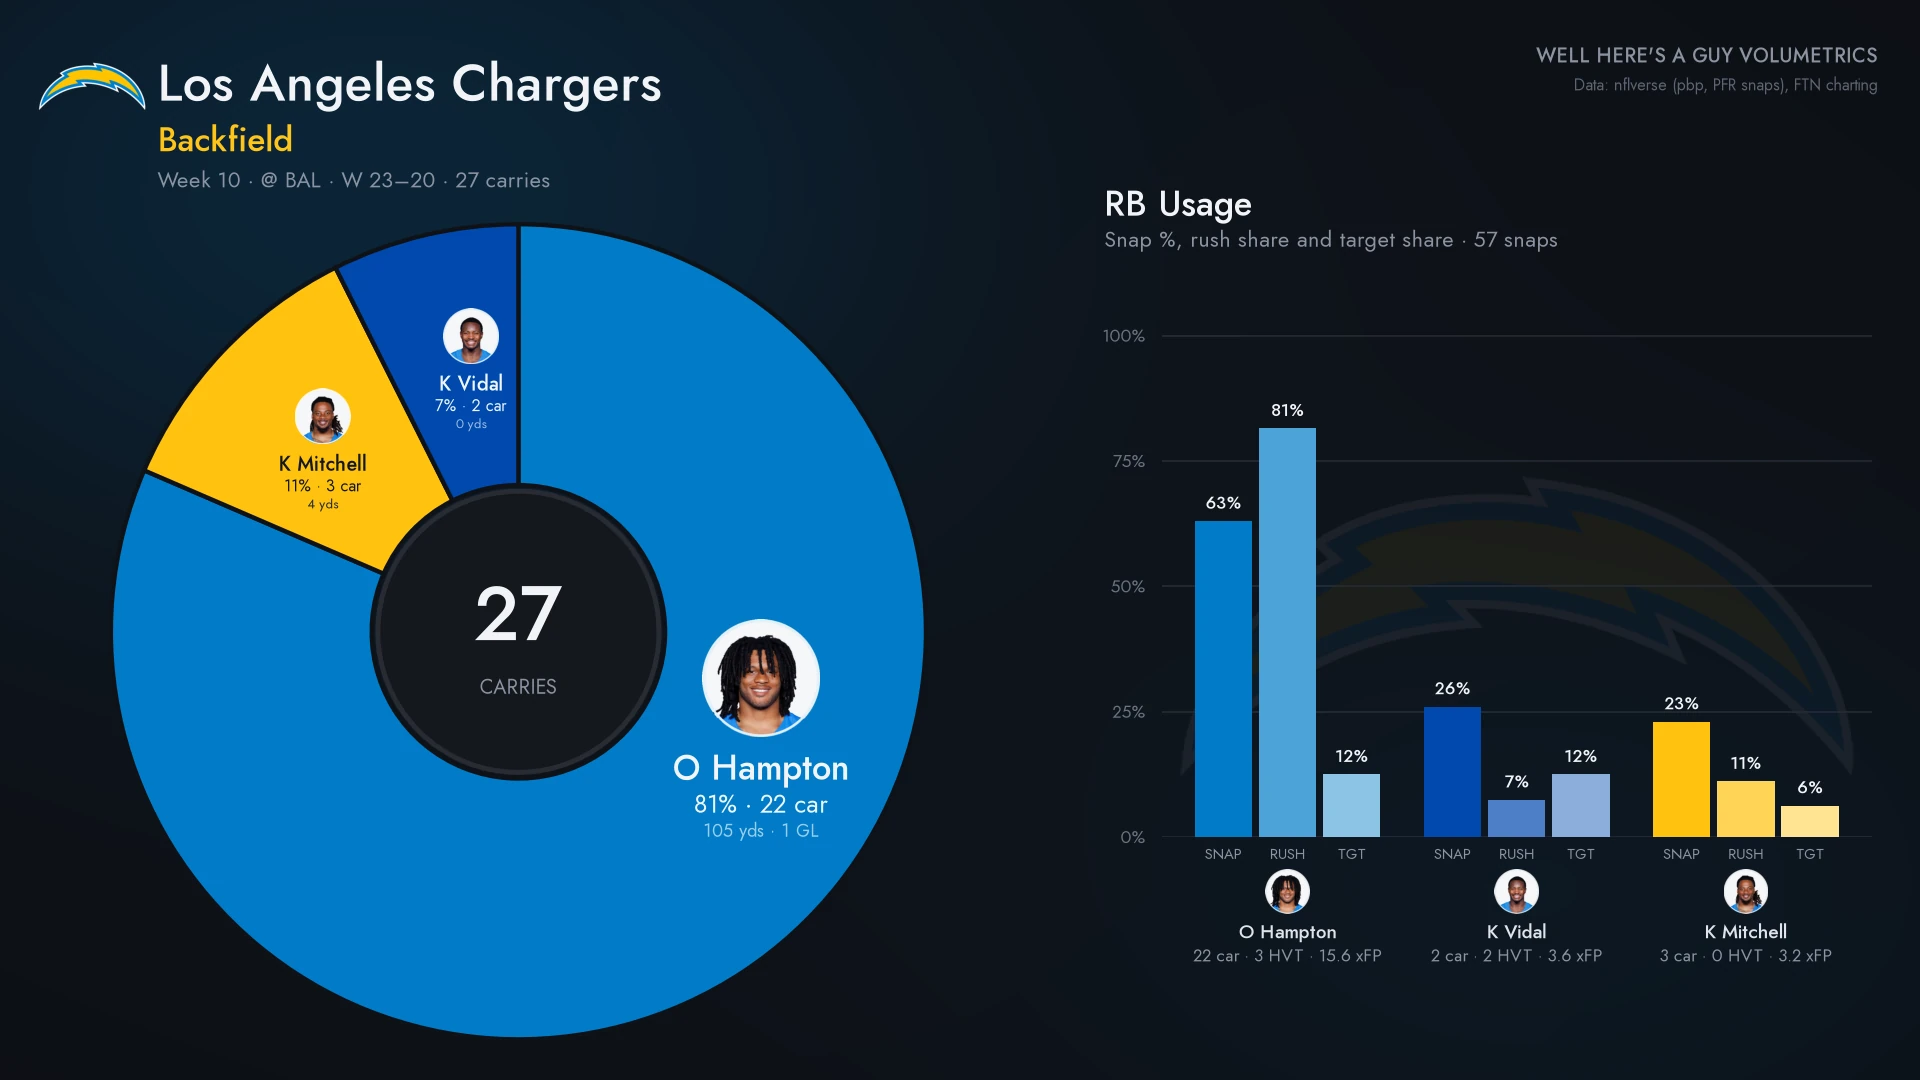 Los Angeles Chargers
Backfield
Week 10 · @ BAL · W 23–20 · 27 carries
WELL HERE'S A GUY VOLUMETRICS
Data: nflverse (pbp, PFR snaps), FTN charting
K Vidal
7% · 2 car
0 yds
K Mitchell
11% · 3 car
4 yds
27
CARRIES
O Hampton
81% · 22 car
105 yds · 1 GL
RB Usage
Snap %, rush share and target share · 57 snaps
100%
75%
50%
25%
0%
63%
81%
12%
26%
7%
12%
23%
11%
6%
SNAP RUSH TGT SNAP RUSH TGT SNAP RUSH TGT
O Hampton K Vidal K Mitchell
22 car · 3 HVT · 15.6 xFP 2 car · 2 HVT · 3.6 xFP 3 car · 0 HVT · 3.2 xFP